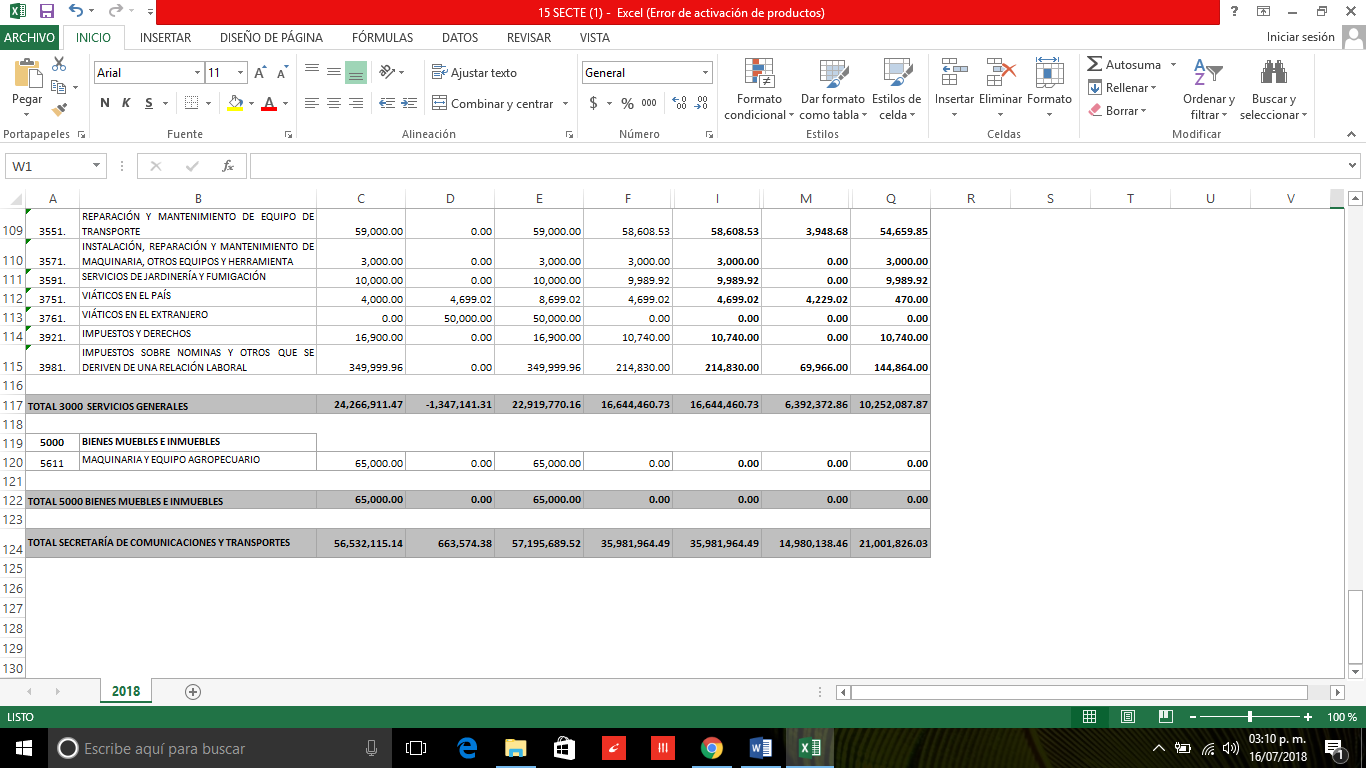 15 SECTE (1) - Excel (Error de activación de productos)
ARCHIVO INICIO INSERTAR DISEÑO DE PÁGINA FÓRMULAS DATOS REVISAR VISTA Iniciar sesión
Pegar
Portapapeles
Arial 11
N K S
Fuente
Ajustar texto
Combinar y centrar
Alineación
General
$ % 000
Número
Formato condicional
Dar formato como tabla
Estilos de celda
Estilos
Insertar Eliminar Formato
Celdas
Autosuma
Rellenar
Borrar
Ordenar y filtrar
Buscar y seleccionar
Modificar
W1
A B C D E F I M Q R S T U V
109 3551. REPARACIÓN Y MANTENIMIENTO DE EQUIPO DE TRANSPORTE 59,000.00 0.00 59,000.00 58,608.53 58,608.53 3,948.68 54,659.85
110 3571. INSTALACIÓN, REPARACIÓN Y MANTENIMIENTO DE MAQUINARIA, OTROS EQUIPOS Y HERRAMIENTA 3,000.00 0.00 3,000.00 3,000.00 3,000.00 0.00 3,000.00
111 3591. SERVICIOS DE JARDINERÍA Y FUMIGACIÓN 10,000.00 0.00 10,000.00 9,989.92 9,989.92 0.00 9,989.92
112 3751. VIÁTICOS EN EL PAÍS 4,000.00 4,699.02 8,699.02 4,699.02 4,699.02 4,229.02 470.00
113 3761. VIÁTICOS EN EL EXTRANJERO 0.00 50,000.00 50,000.00 0.00 0.00 0.00 0.00
114 3921. IMPUESTOS Y DERECHOS 16,900.00 0.00 16,900.00 10,740.00 10,740.00 0.00 10,740.00
115 3981. IMPUESTOS SOBRE NOMINAS Y OTROS QUE SE DERIVEN DE UNA RELACIÓN LABORAL 349,999.96 0.00 349,999.96 214,830.00 214,830.00 69,966.00 144,864.00
116
117 TOTAL 3000 SERVICIOS GENERALES 24,266,911.47 -1,347,141.31 22,919,770.16 16,644,460.73 16,644,460.73 6,392,372.86 10,252,087.87
118
119 5000 BIENES MUEBLES E INMUEBLES
120 5611 MAQUINARIA Y EQUIPO AGROPECUARIO 65,000.00 0.00 65,000.00 0.00 0.00 0.00 0.00
121
122 TOTAL 5000 BIENES MUEBLES E INMUEBLES 65,000.00 0.00 65,000.00 0.00 0.00 0.00 0.00
123
124 TOTAL SECRETARÍA DE COMUNICACIONES Y TRANSPORTES 56,532,115.14 663,574.38 57,195,689.52 35,981,964.49 35,981,964.49 14,980,138.46 21,001,826.03
125
126
127
128
129
130
2018
LISTO 100 %
Escribe aquí para buscar
03:10 p. m.
16/07/2018
1